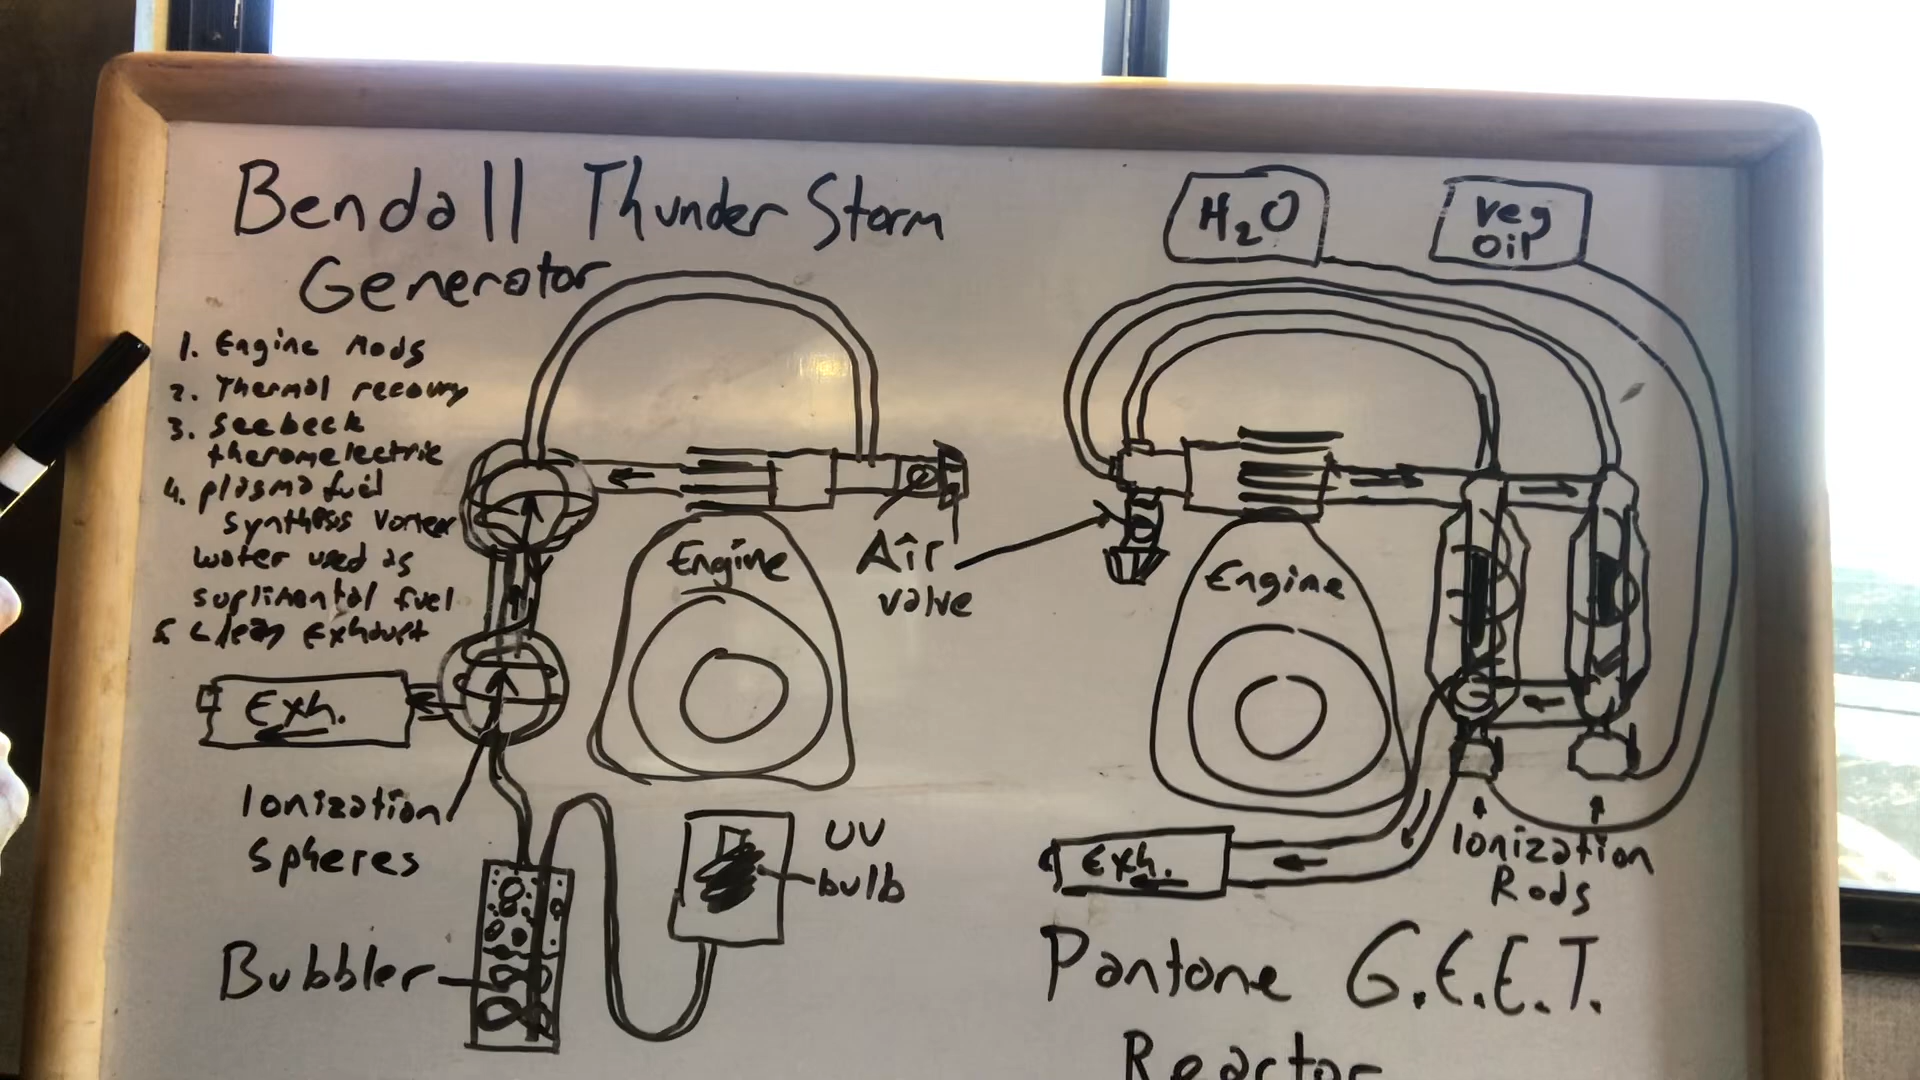 Bendall Thunder Storm
Generator
1. Engine Mods
2. Thermal recovry
3. Seebeck
theromelectric
4. plasma fuel
synthesis Vortex
water used as
suplimental fuel
5. Clean Exhaust
Exh.
Ionization
Spheres
Bubbler
Engine
Air
valve
UV
bulb
H₂O
Veg
Oil
Engine
Exh.
Ionization
Rods
Pantone G.E.E.T.
Reactor